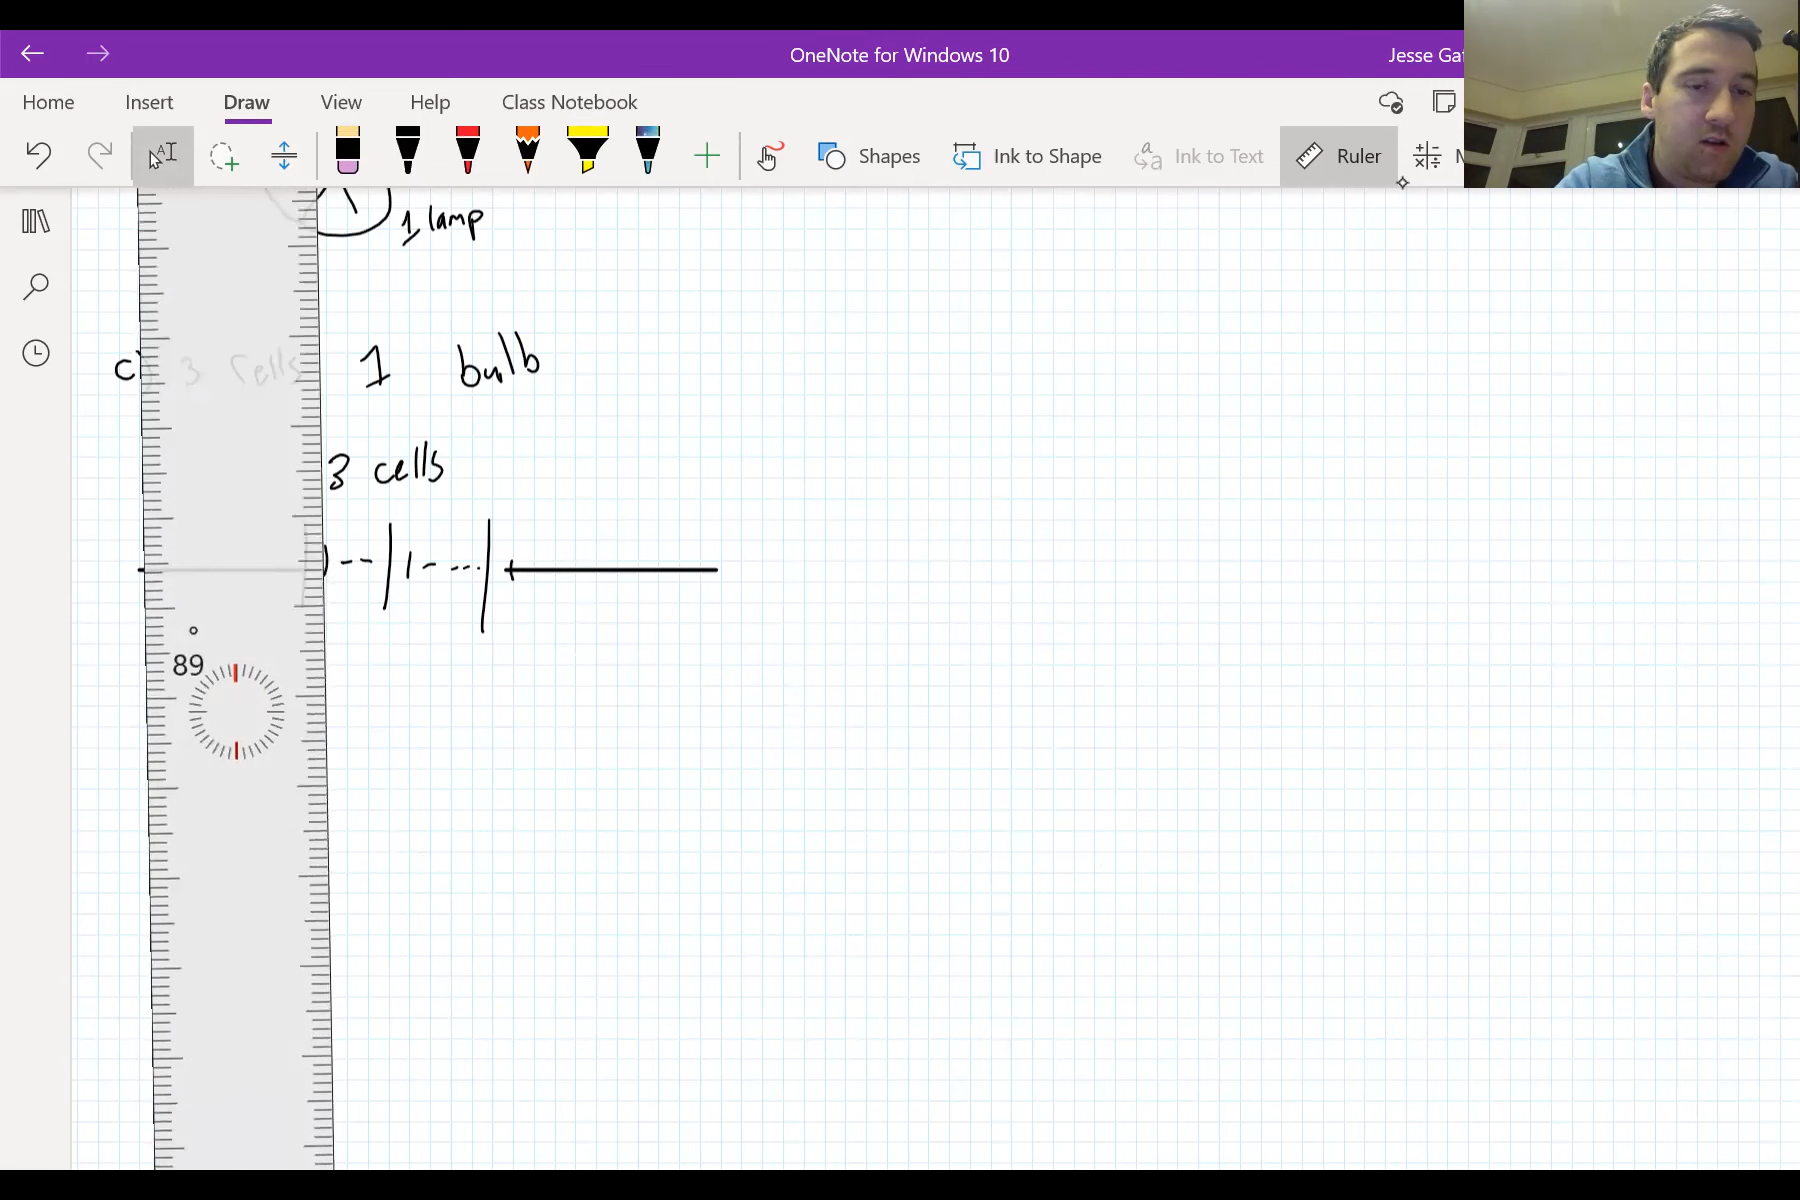 OneNote for Windows 10
Jesse Gaf
Home Insert Draw View Help Class Notebook
Shapes Ink to Shape Ink to Text Ruler M
1 lamp
c) 3 Cells 1 bulb
3 cells
89°